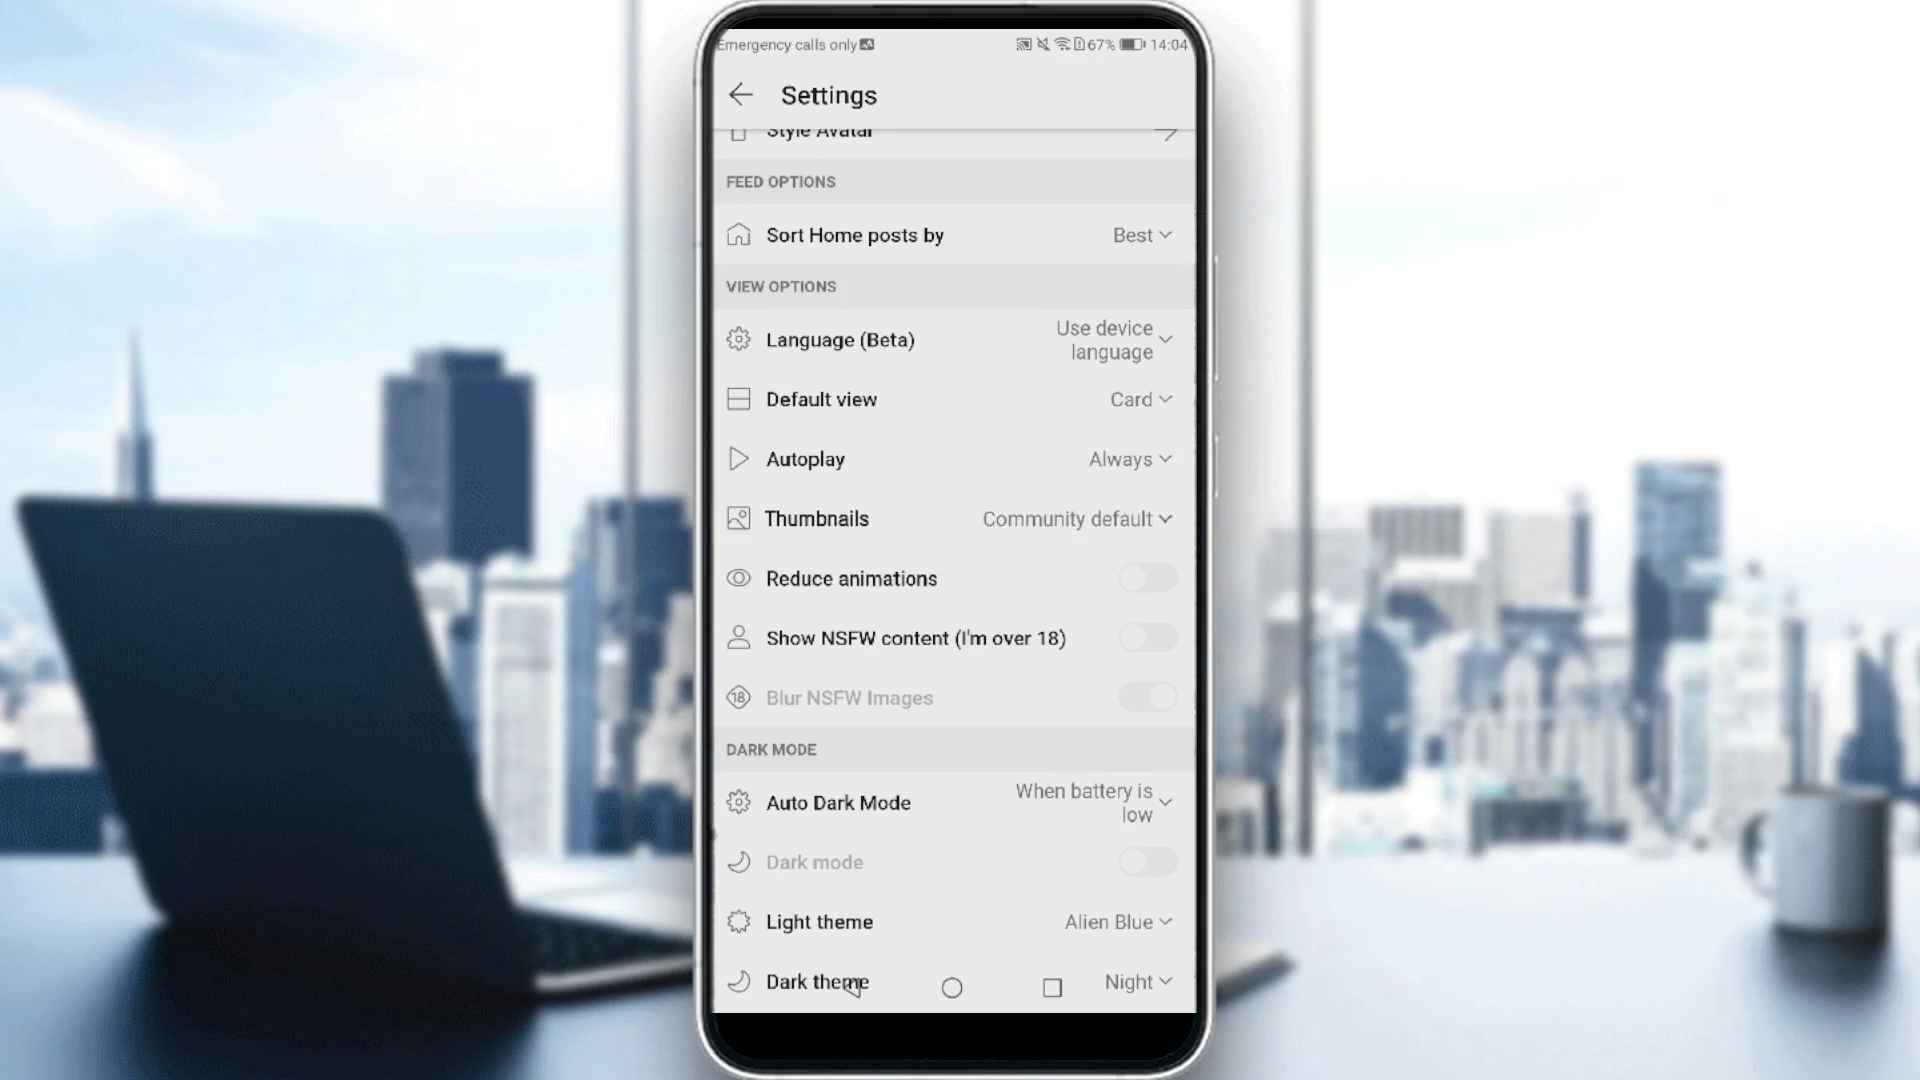 Emergency calls only 67% 14:04
Settings
Style Avatar
FEED OPTIONS
Sort Home posts by Best
VIEW OPTIONS
Language (Beta) Use device language
Default view Card
Autoplay Always
Thumbnails Community default
Reduce animations
Show NSFW content (I'm over 18)
18 Blur NSFW Images
DARK MODE
Auto Dark Mode When battery is low
Dark mode
Light theme Alien Blue
Dark theme Night